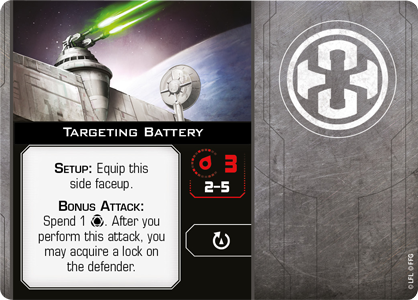 TARGETING BATTERY
SETUP: Equip this
side faceup.
BONUS ATTACK:
Spend 1 . After you
perform this attack, you
may acquire a lock on
the defender.
3
2–5
©LFL ©FFG